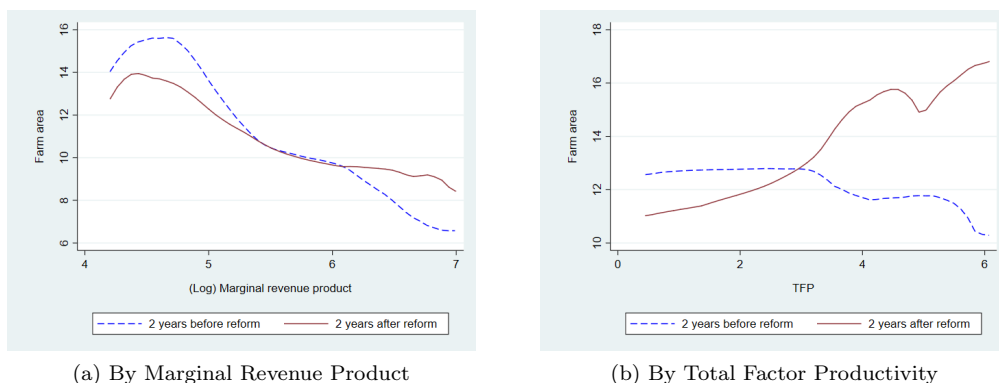 16
14
12
10
8
6
Farm area
4
5
6
7
(Log) Marginal revenue product
2 years before reform
2 years after reform
(a) By Marginal Revenue Product
18
16
14
12
10
Farm area
0
2
4
6
TFP
2 years before reform
2 years after reform
(b) By Total Factor Productivity